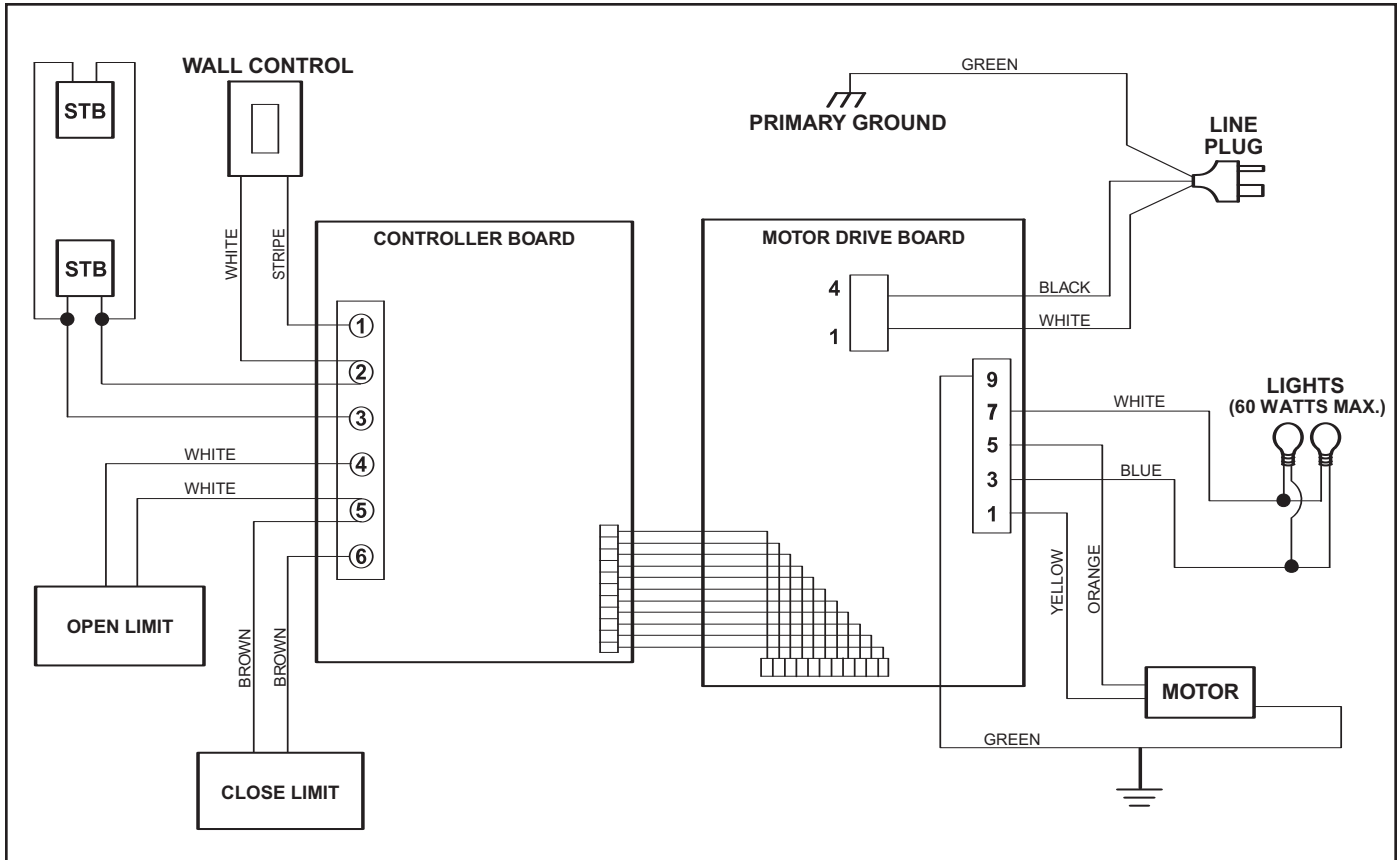 STB
STB
WALL CONTROL
WHITE
STRIPE
CONTROLLER BOARD
1
2
3
4
5
6
WHITE
WHITE
OPEN LIMIT
BROWN
BROWN
CLOSE LIMIT
GREEN
PRIMARY GROUND
LINE
PLUG
MOTOR DRIVE BOARD
4
1
BLACK
WHITE
9
7
5
3
1
WHITE
BLUE
LIGHTS
(60 WATTS MAX.)
YELLOW
ORANGE
MOTOR
GREEN